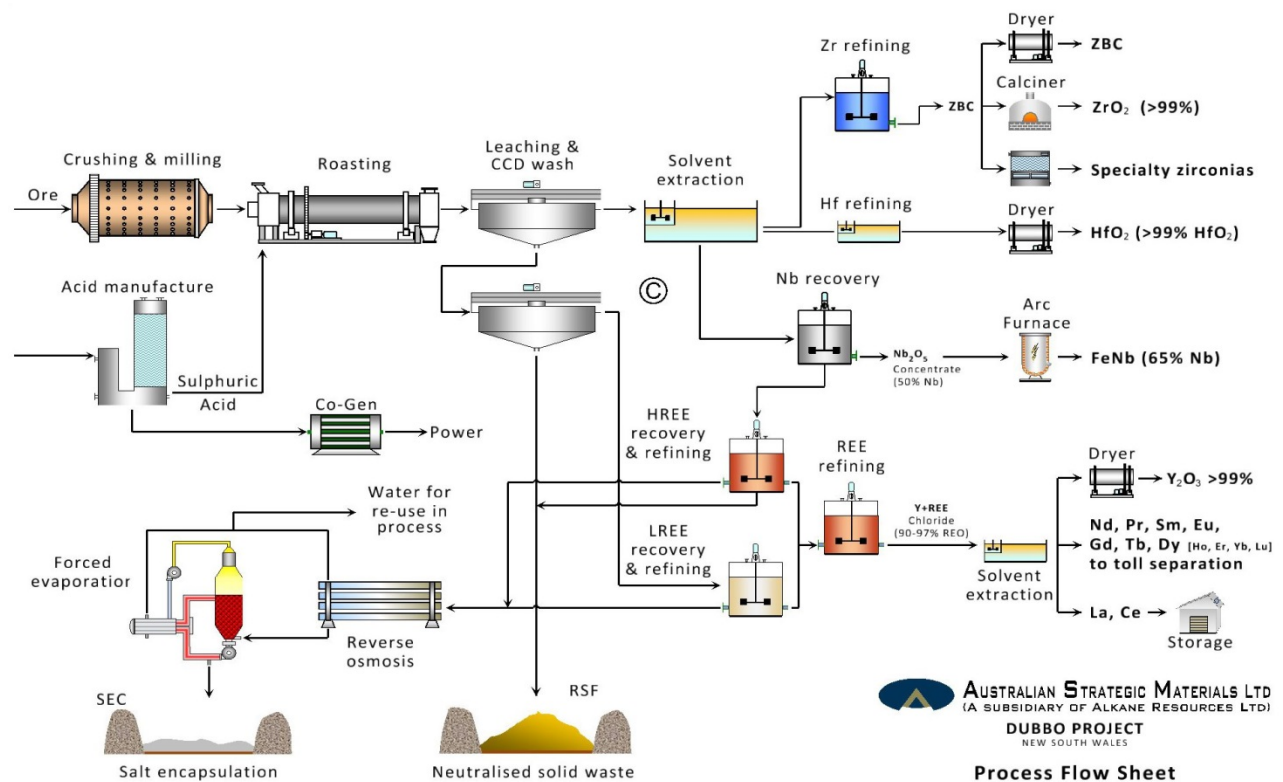 Dryer
ZBC
Zr refining
Calciner
ZBC
ZrO₂ (>99%)
Crushing & milling
Roasting
Leaching &
CCD wash
Solvent
extraction
Specialty zirconias
Ore
Hf refining
Dryer
HfO₂ (>99% HfO₂)
Acid manufacture
©
Nb recovery
Arc
Furnace
Nb₂O₅
Concentrate
(50% Nb)
FeNb (65% Nb)
Sulphuric
Acid
Co-Gen
Power
HREE
recovery
& refining
REE
refining
Dryer
Y₂O₃ >99%
Water for
re-use in
process
Y+REE
Chloride
(90-97% REO)
Nd, Pr, Sm, Eu,
Gd, Tb, Dy [Ho, Er, Yb, Lu]
to toll separation
LREE
recovery
& refining
Forced
evaporation
Solvent
extraction
La, Ce
Storage
Reverse
osmosis
SEC
RSF
Salt encapsulation
Neutralised solid waste
AUSTRALIAN STRATEGIC MATERIALS LTD
(A SUBSIDIARY OF ALKANE RESOURCES LTD)
DUBBO PROJECT
NEW SOUTH WALES
Process Flow Sheet